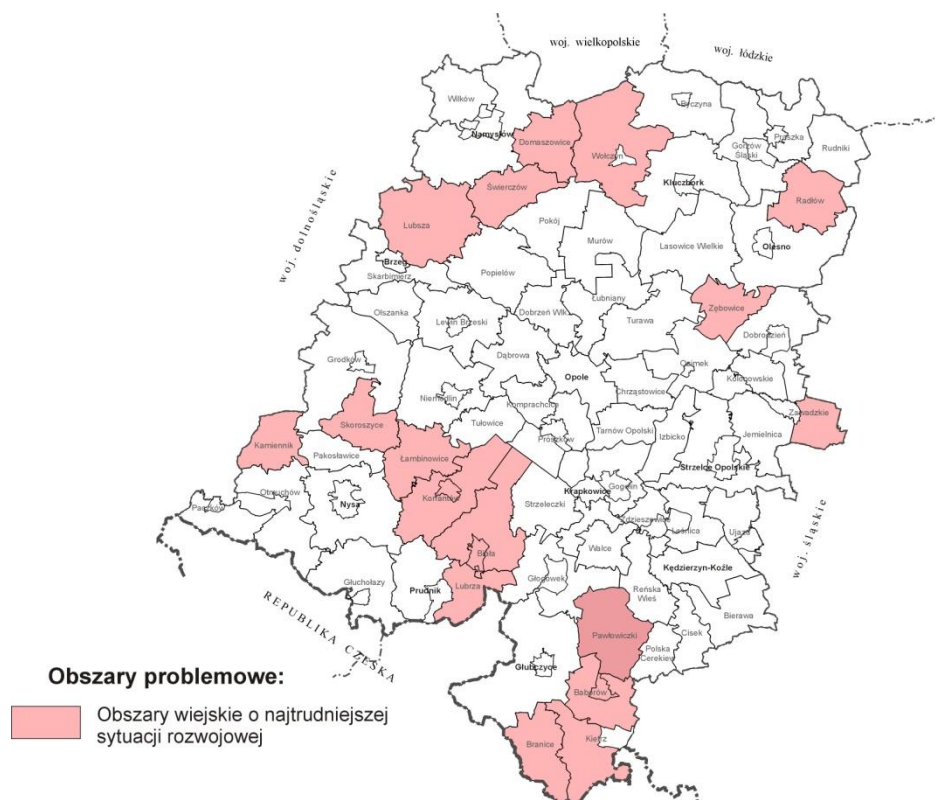 woj. wielkopolskie
woj. łódzkie
Wilków
Byczyna
Namysłów
Domaszowice
Wołczyn
Gorzów
Śląski
Praszka
Rudniki
Świerczów
Kluczbork
Radłów
Lubsza
woj. dolnośląskie
Pokój
Murów
Lasowice Wielkie
Olesno
Brzeg
Skarbimierz
Popielów
Olszanka
Lewin Brzeski
Dobrzeń Wlk.
Łubniany
Turawa
Zębowice
Dobrodzień
Grodków
Dąbrowa
Opole
Ozimek
Kolonowskie
Niemodlin
Komprachcice
Chrząstowice
Skoroszyce
Tułowice
Prószków
Tarnów Opolski
Izbicko
Jemielnica
Zawadzkie
Kamiennik
Pakosławice
Łambinowice
Strzelce Opolskie
Otmuchów
Nysa
Korfantów
Strzeleczki
Krapkowice
Gogolin
Paczków
Zdzieszowice
Leśnica
Ujazd
woj. śląskie
Biała
Walce
Kędzierzyn-Koźle
Głuchołazy
Prudnik
Lubrza
Głogówek
Reńska
Wieś
Bierawa
REPUBLIKA CZESKA
Pawłowiczki
Cisek
Polska
Cerekiew
Głubczyce
Baborów
Branice
Kietrz
Obszary problemowe:
Obszary wiejskie o najtrudniejszej
sytuacji rozwojowej